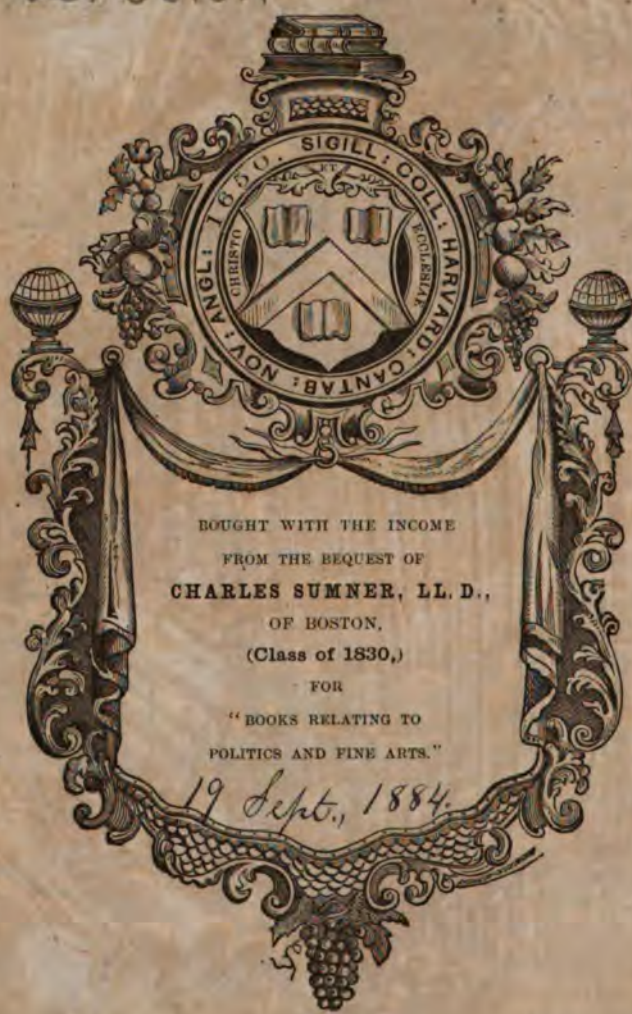 SIGILL: COLL: HARVARD: CANTAB: NOV: ANGL: 1650.
CHRISTO
ET
ECCLESIAE
BOUGHT WITH THE INCOME
FROM THE BEQUEST OF
CHARLES SUMNER, LL. D.,
OF BOSTON,
(Class of 1830,)
FOR
"BOOKS RELATING TO
POLITICS AND FINE ARTS."
19 Sept., 1884.